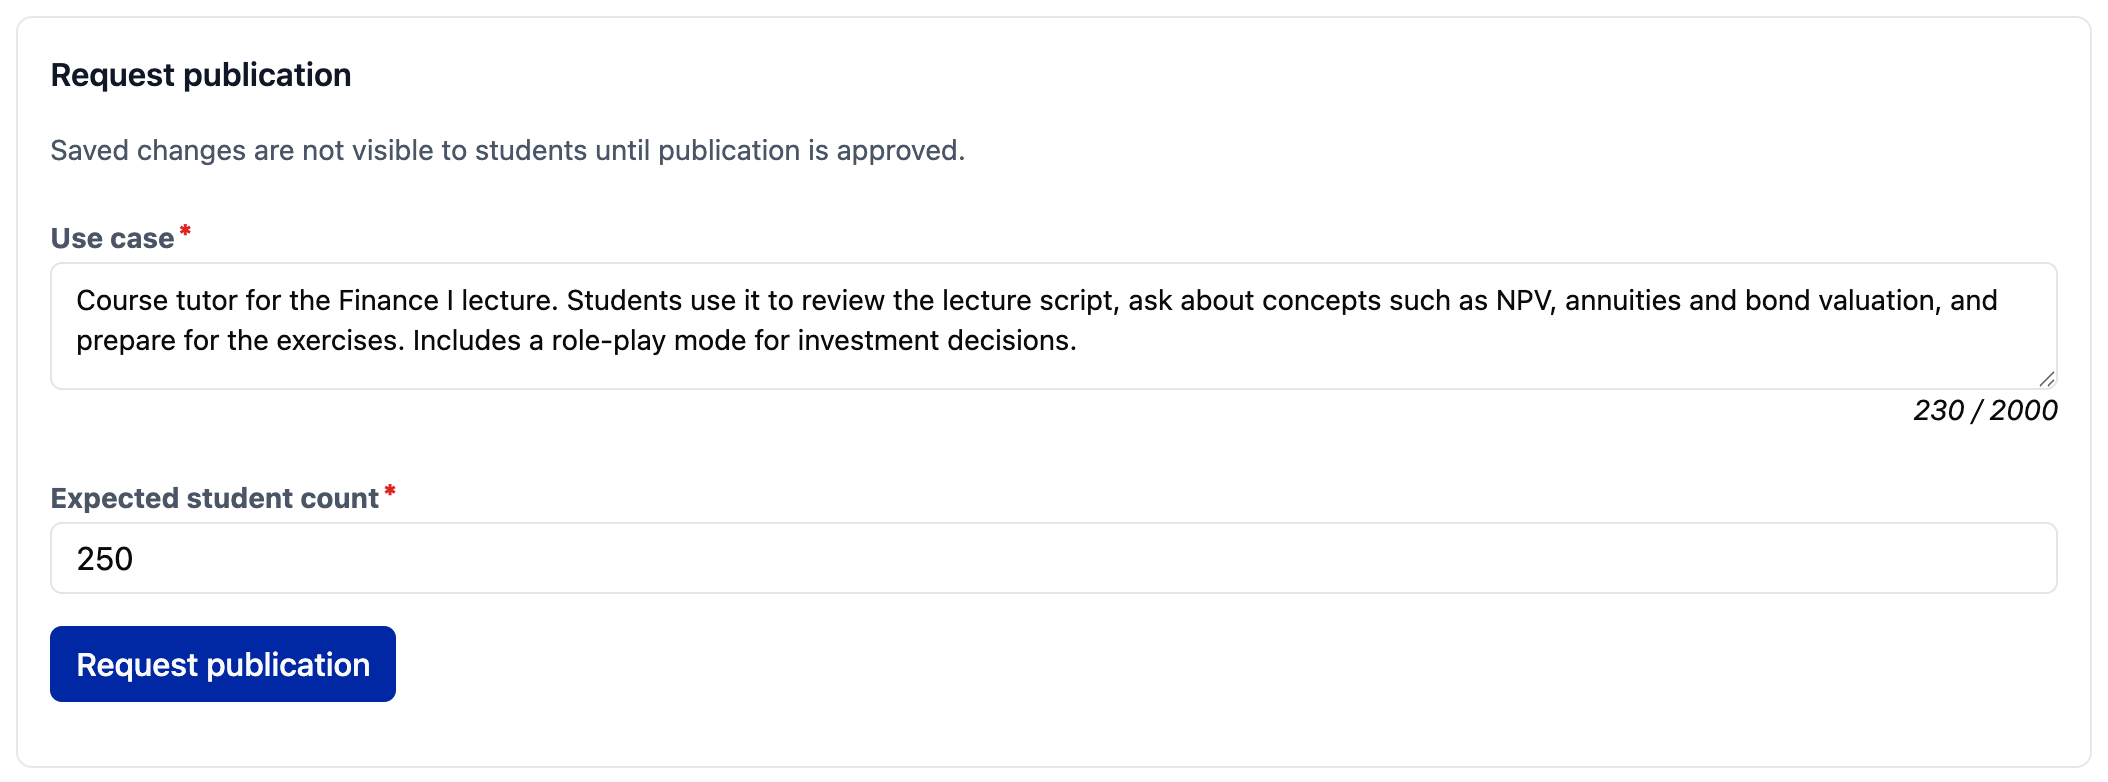 Request publication
Saved changes are not visible to students until publication is approved.
Use case *
Course tutor for the Finance I lecture. Students use it to review the lecture script, ask about concepts such as NPV, annuities and bond valuation, and
prepare for the exercises. Includes a role-play mode for investment decisions.
230 / 2000
Expected student count *
250
Request publication